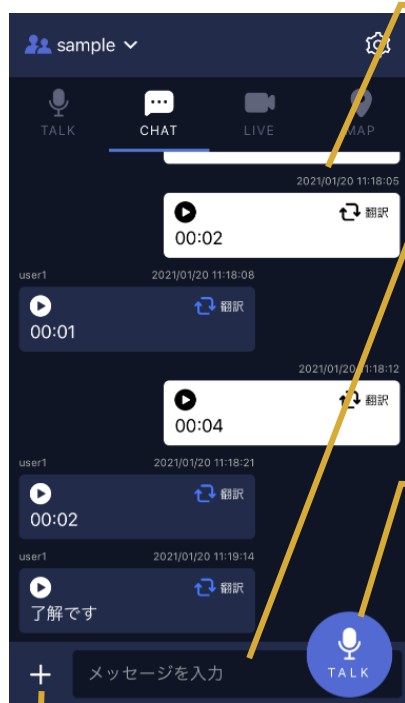 sample
TALK
CHAT
LIVE
MAP
2021/01/20 11:18:05
翻訳
00:02
user1
2021/01/20 11:18:08
翻訳
00:01
2021/01/20 11:18:12
翻訳
00:04
user1
2021/01/20 11:18:21
翻訳
00:02
user1
2021/01/20 11:19:14
翻訳
了解です
メッセージを入力
TALK